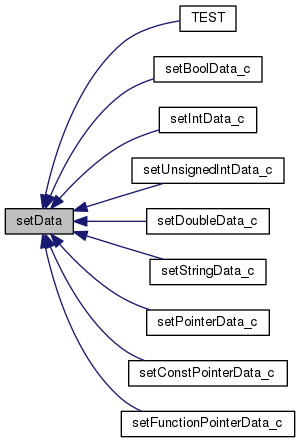 TEST
setBoolData_c
setIntData_c
setUnsignedIntData_c
setData
setDoubleData_c
setStringData_c
setPointerData_c
setConstPointerData_c
setFunctionPointerData_c